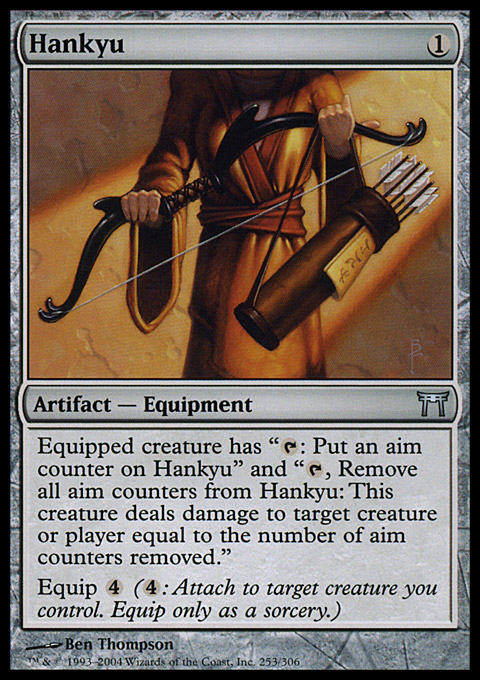 Hankyu 1
Artifact — Equipment
Equipped creature has “: Put an aim
counter on Hankyu” and “, Remove
all aim counters from Hankyu: This
creature deals damage to target creature
or player equal to the number of aim
counters removed.”
Equip 4 (4: Attach to target creature you
control. Equip only as a sorcery.)
Ben Thompson
™ & © 1993–2004 Wizards of the Coast, Inc. 253/306